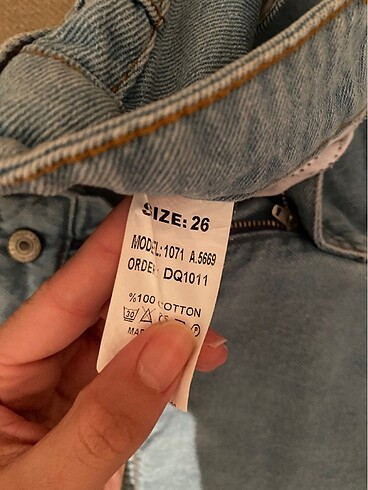 SIZE: 26
MODEL: 1071 A.5669
ORDER: DQ1011
%100 COTTON
30 P